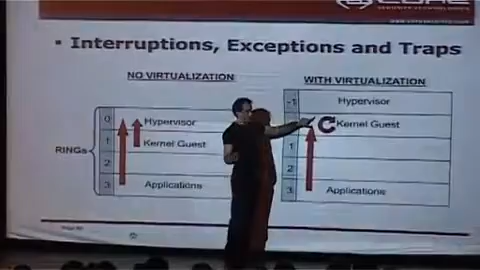 CORE
▪ Interruptions, Exceptions and Traps
NO VIRTUALIZATION
WITH VIRTUALIZATION
RINGs
0 Hypervisor
1 Kernel Guest
2
3 Applications
-1 Hypervisor
Kernel Guest
1
2
3 Applications